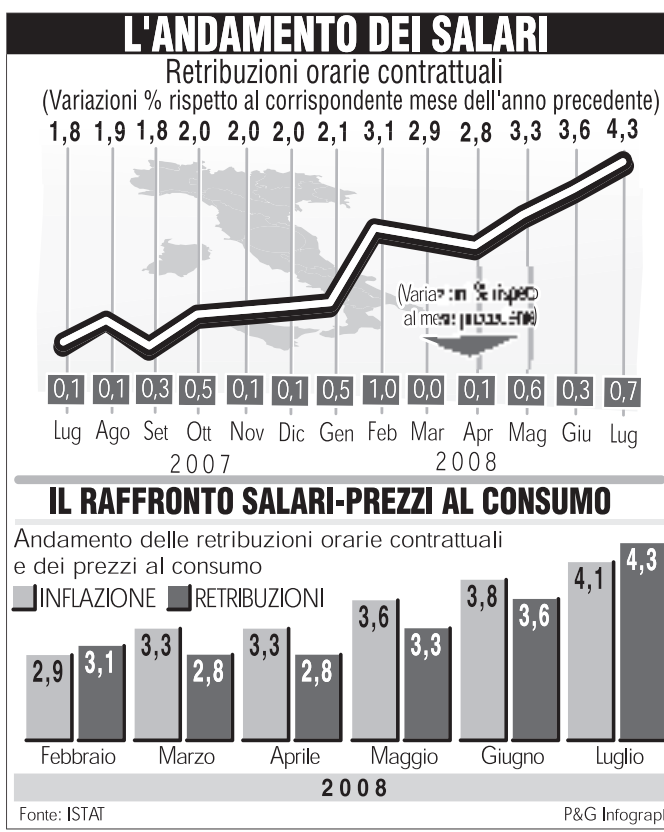 L'ANDAMENTO DEI SALARI
Retribuzioni orarie contrattuali
(Variazioni % rispetto al corrispondente mese dell'anno precedente)
1,8 1,9 1,8 2,0 2,0 2,0 2,1 3,1 2,9 2,8 3,3 3,6 4,3
(Variazioni % rispetto
al mese precedente)
0,1 0,1 0,3 0,5 0,1 0,1 0,5 1,0 0,0 0,1 0,6 0,3 0,7
Lug Ago Set Ott Nov Dic Gen Feb Mar Apr Mag Giu Lug
2007 2008
IL RAFFRONTO SALARI-PREZZI AL CONSUMO
Andamento delle retribuzioni orarie contrattuali
e dei prezzi al consumo
INFLAZIONE RETRIBUZIONI
2,9 3,1 3,3 2,8 3,3 2,8 3,6 3,3 3,8 3,6 4,1 4,3
Febbraio Marzo Aprile Maggio Giugno Luglio
2008
Fonte: ISTAT P&G Infograph